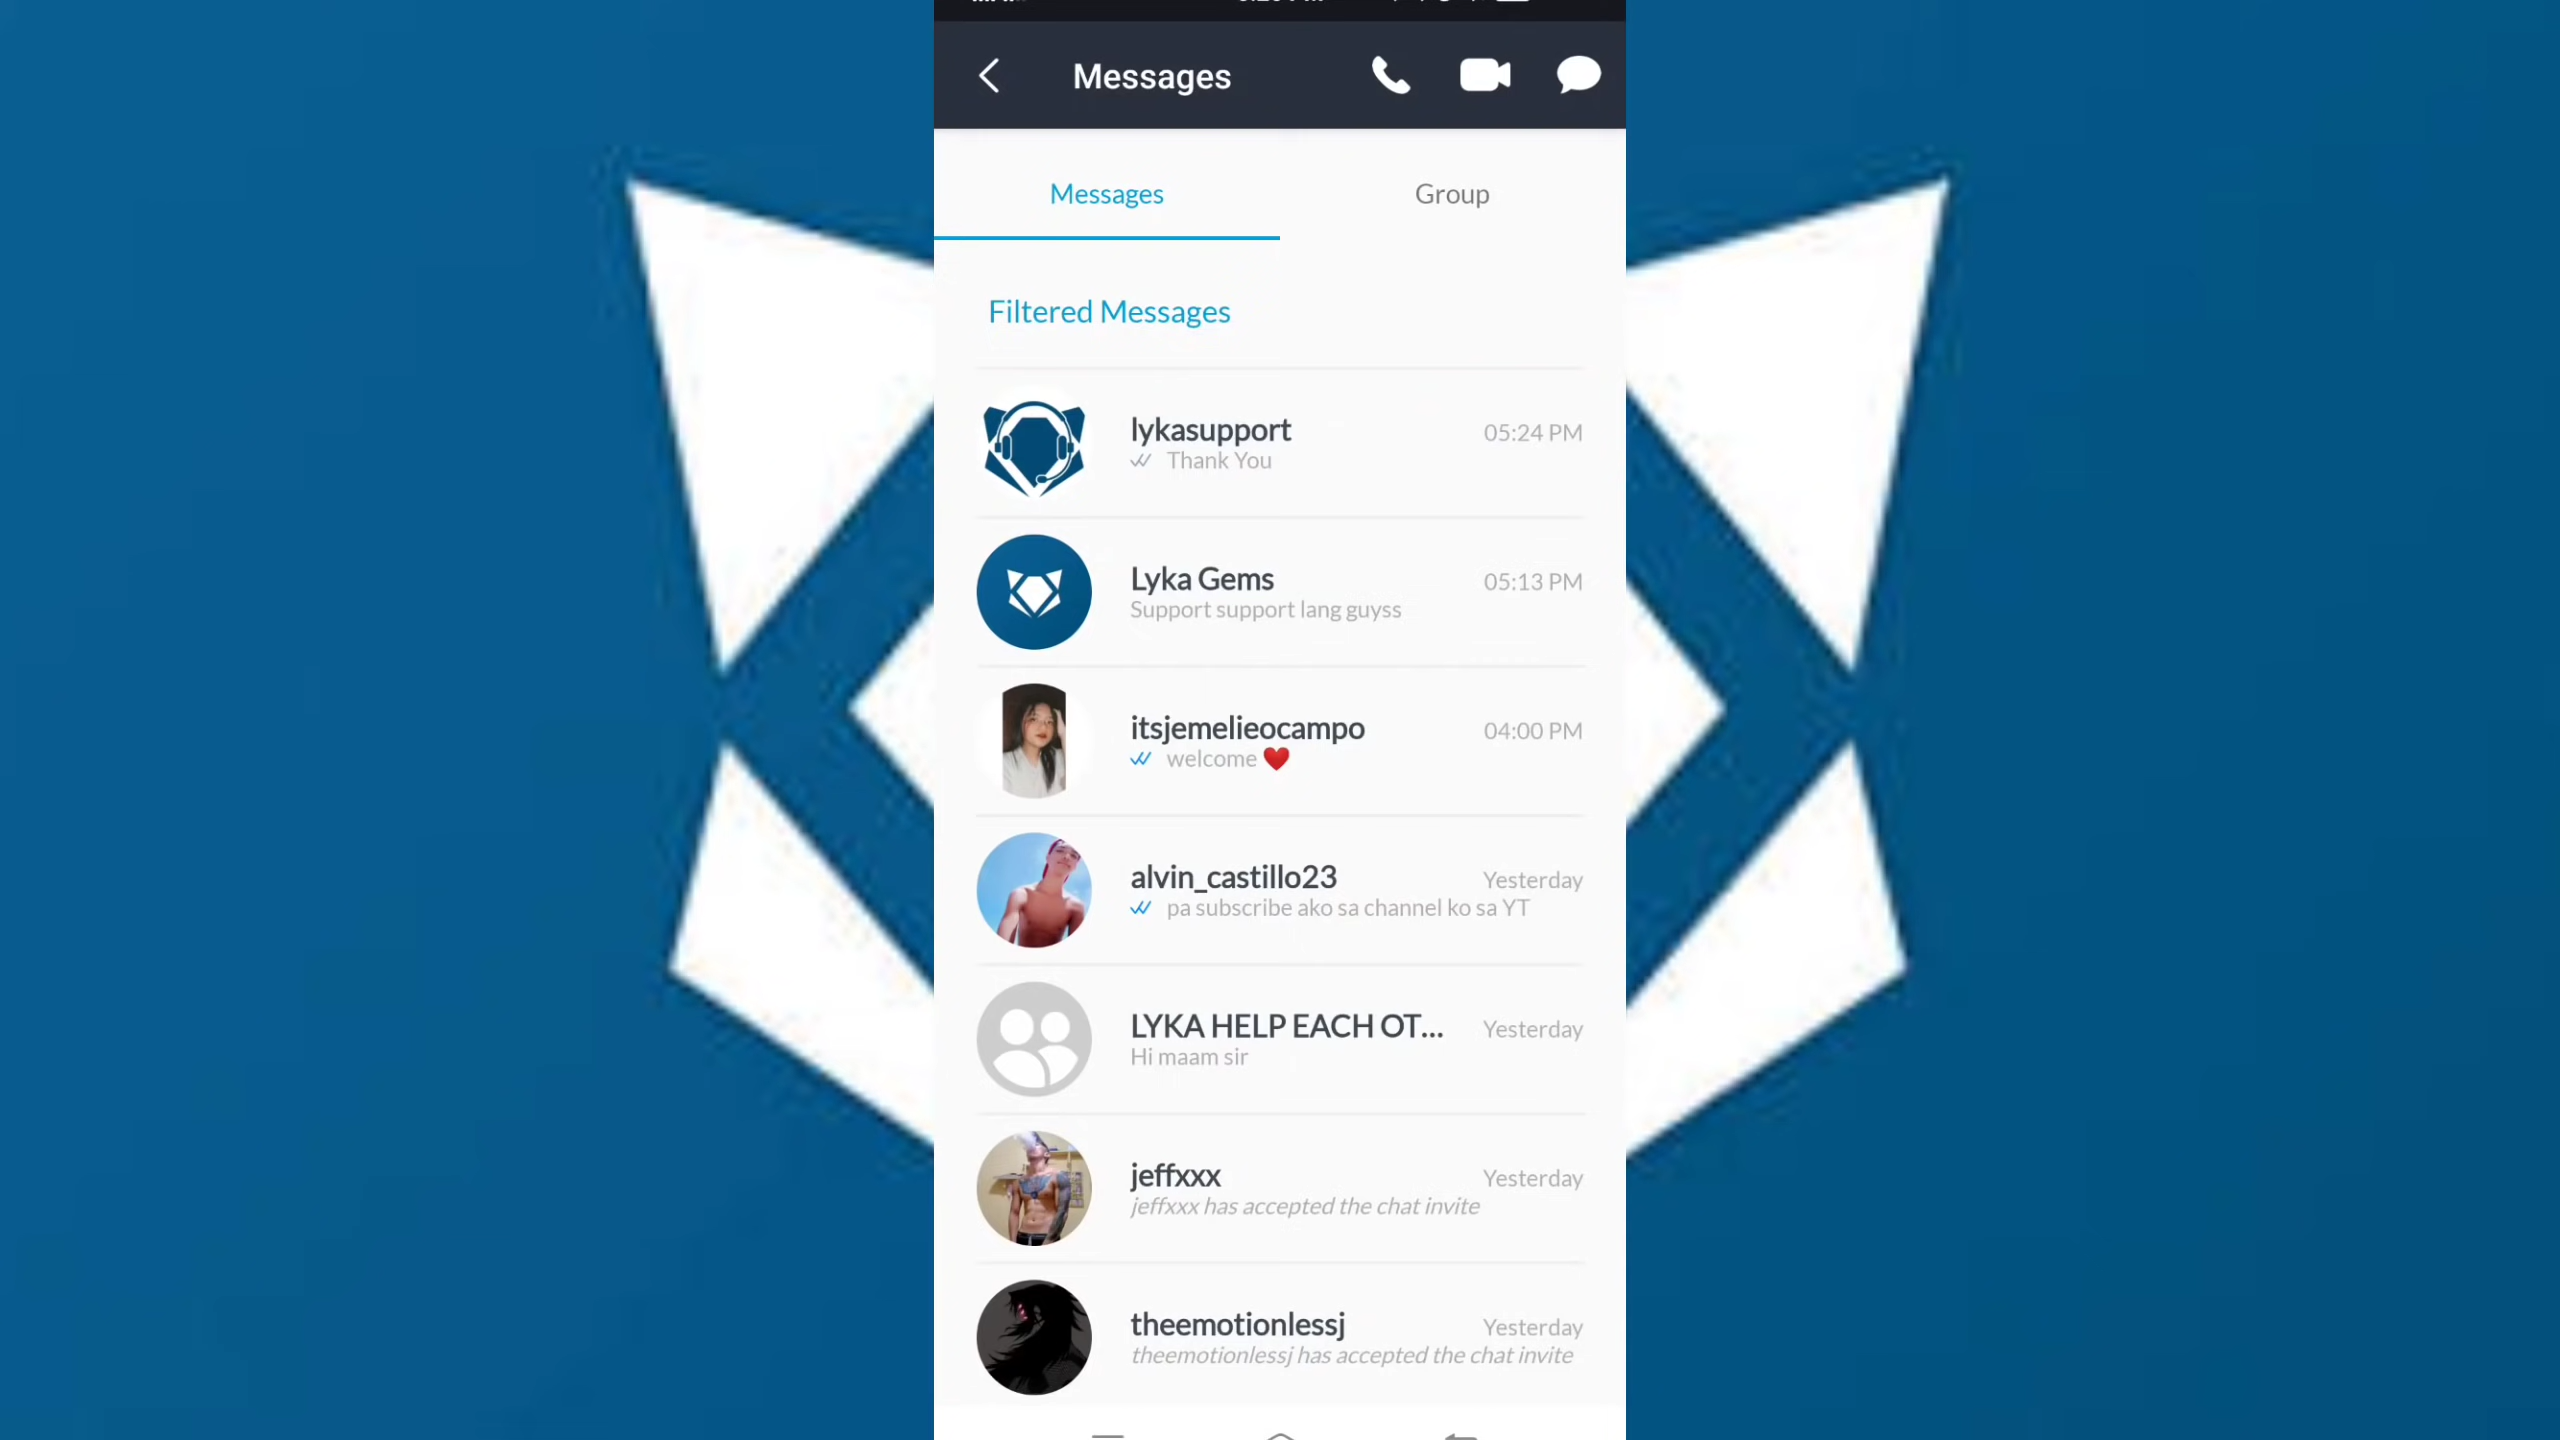 Messages
Messages
Group
Filtered Messages
lykasupport
05:24 PM
Thank You
Lyka Gems
05:13 PM
Support support lang guyss
itsjemelieocampo
04:00 PM
welcome ❤️
alvin_castillo23
Yesterday
pa subscribe ako sa channel ko sa YT
LYKA HELP EACH OT...
Yesterday
Hi maam sir
jeffxxx
Yesterday
jeffxxx has accepted the chat invite
theemotionlessj
Yesterday
theemotionlessj has accepted the chat invite